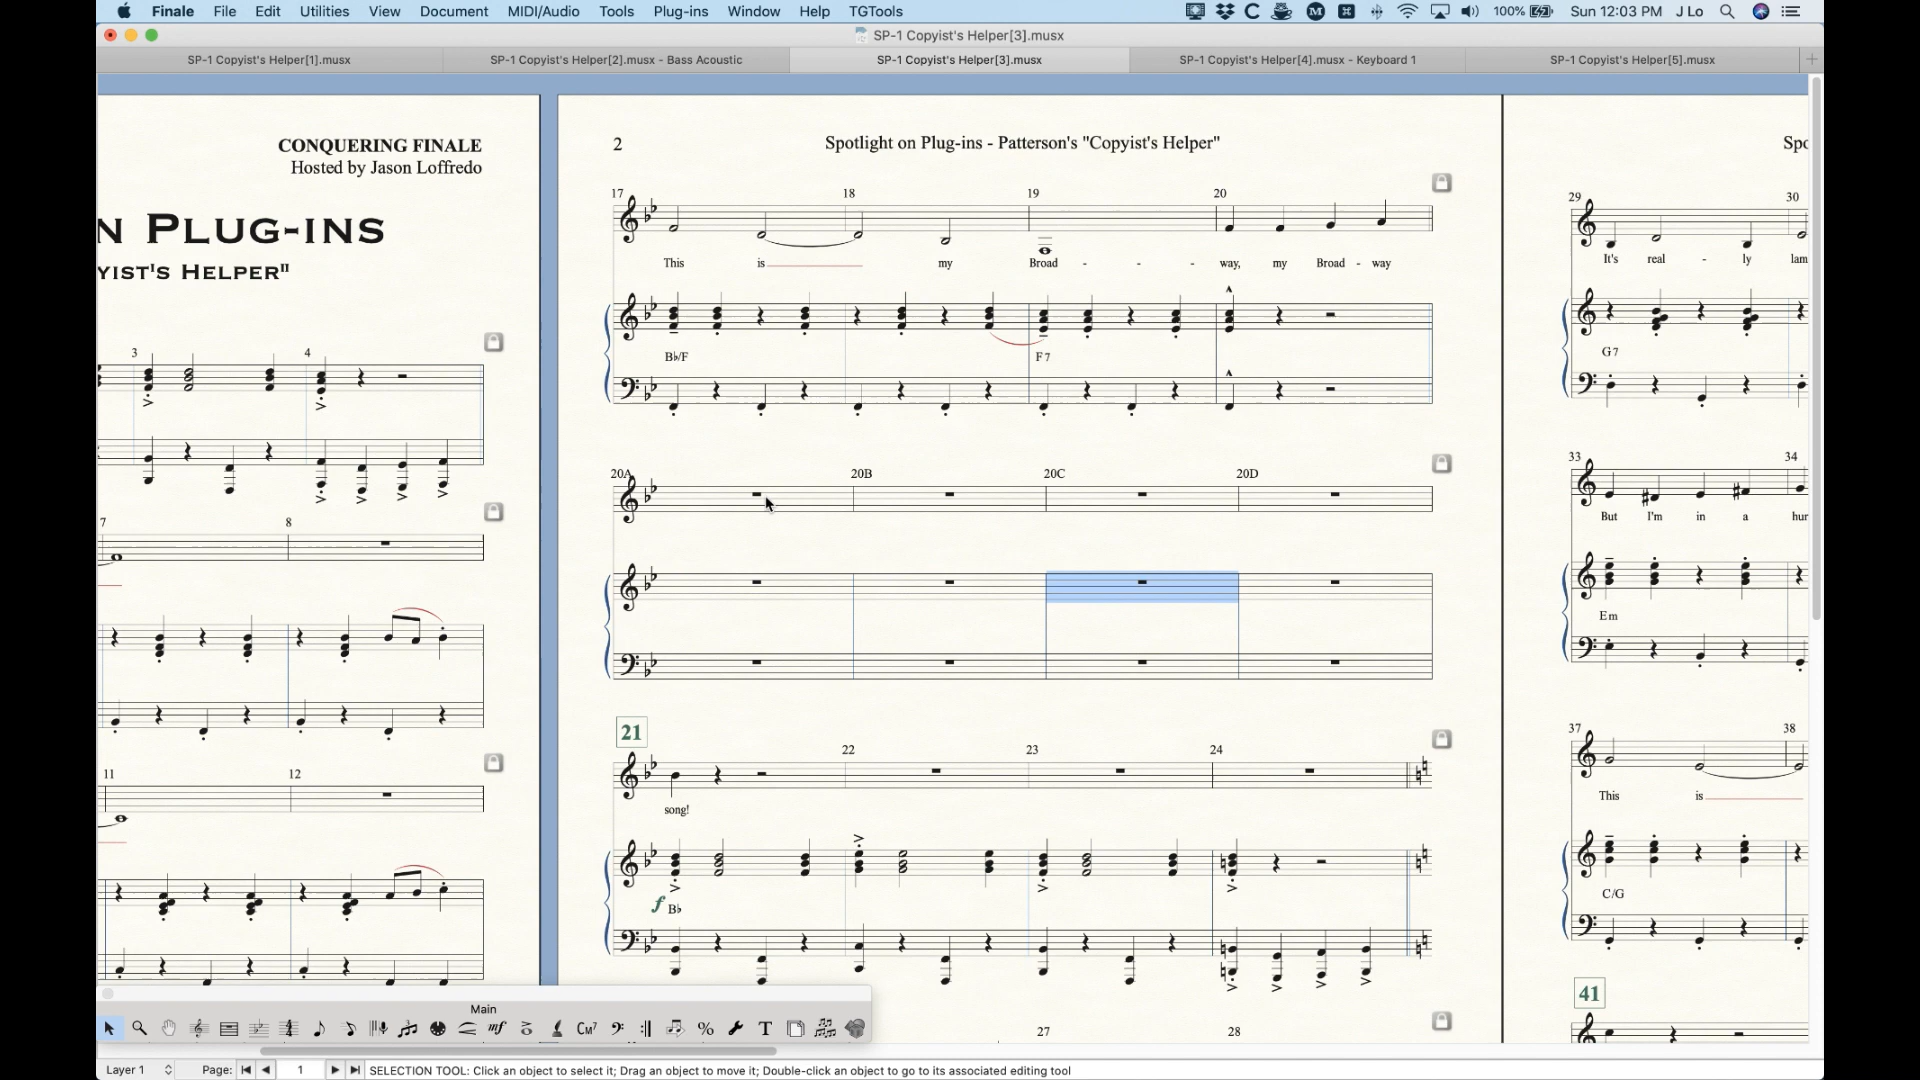 Finale File Edit Utilities View Document MIDI/Audio Tools Plug-ins Window Help TGTools 100% Sun 12:03 PM J Lo
SP-1 Copyist's Helper[3].musx
SP-1 Copyist's Helper[1].musx SP-1 Copyist's Helper[2].musx - Bass Acoustic SP-1 Copyist's Helper[3].musx SP-1 Copyist's Helper[4].musx - Keyboard 1 SP-1 Copyist's Helper[5].musx
CONQUERING FINALE
Hosted by Jason Loffredo
N PLUG-INS
YIST'S HELPER"
3 4
7 8
11 12
2 Spotlight on Plug-ins - Patterson's "Copyist's Helper"
17 18 19 20
This is my Broad - - - way, my Broad - way
B♭/F F7
20A 20B 20C 20D
21 22 23 24
song!
f B♭
27 28
Spo
29 30
It's real - ly lam
G7
33 34
But I'm in a hur
Em
37 38
This is
C/G
41
Main
mf CM7 % T
Layer 1 Page: 1 SELECTION TOOL: Click an object to select it; Drag an object to move it; Double-click an object to go to its associated editing tool